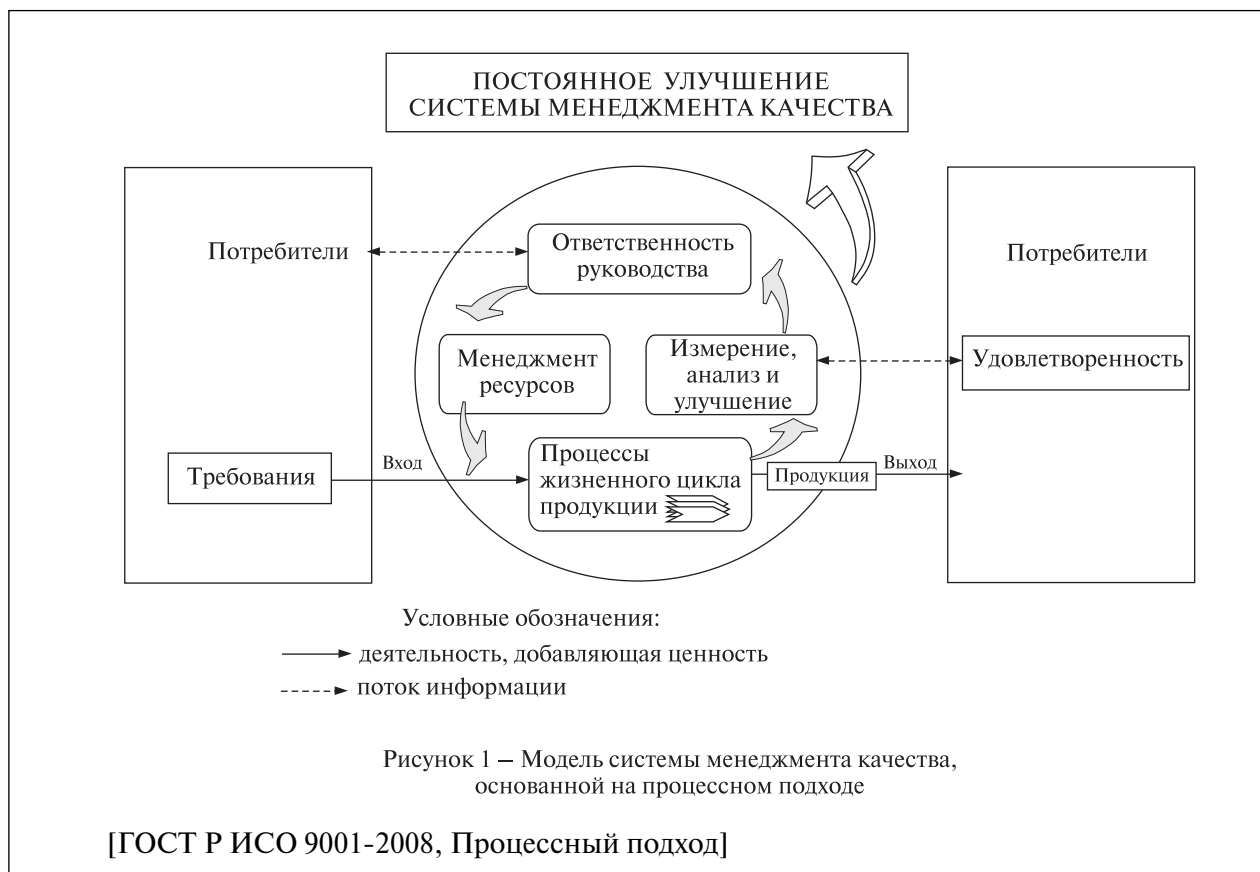 ПОСТОЯННОЕ УЛУЧШЕНИЕ
СИСТЕМЫ МЕНЕДЖМЕНТА КАЧЕСТВА
Потребители
Ответственность
руководства
Потребители
Менеджмент
ресурсов
Измерение,
анализ и
улучшение
Удовлетворенность
Требования
Вход
Процессы
жизненного цикла
продукции
Продукция
Выход
Условные обозначения:
деятельность, добавляющая ценность
поток информации
Рисунок 1 – Модель системы менеджмента качества,
основанной на процессном подходе
[ГОСТ Р ИСО 9001-2008, Процессный подход]